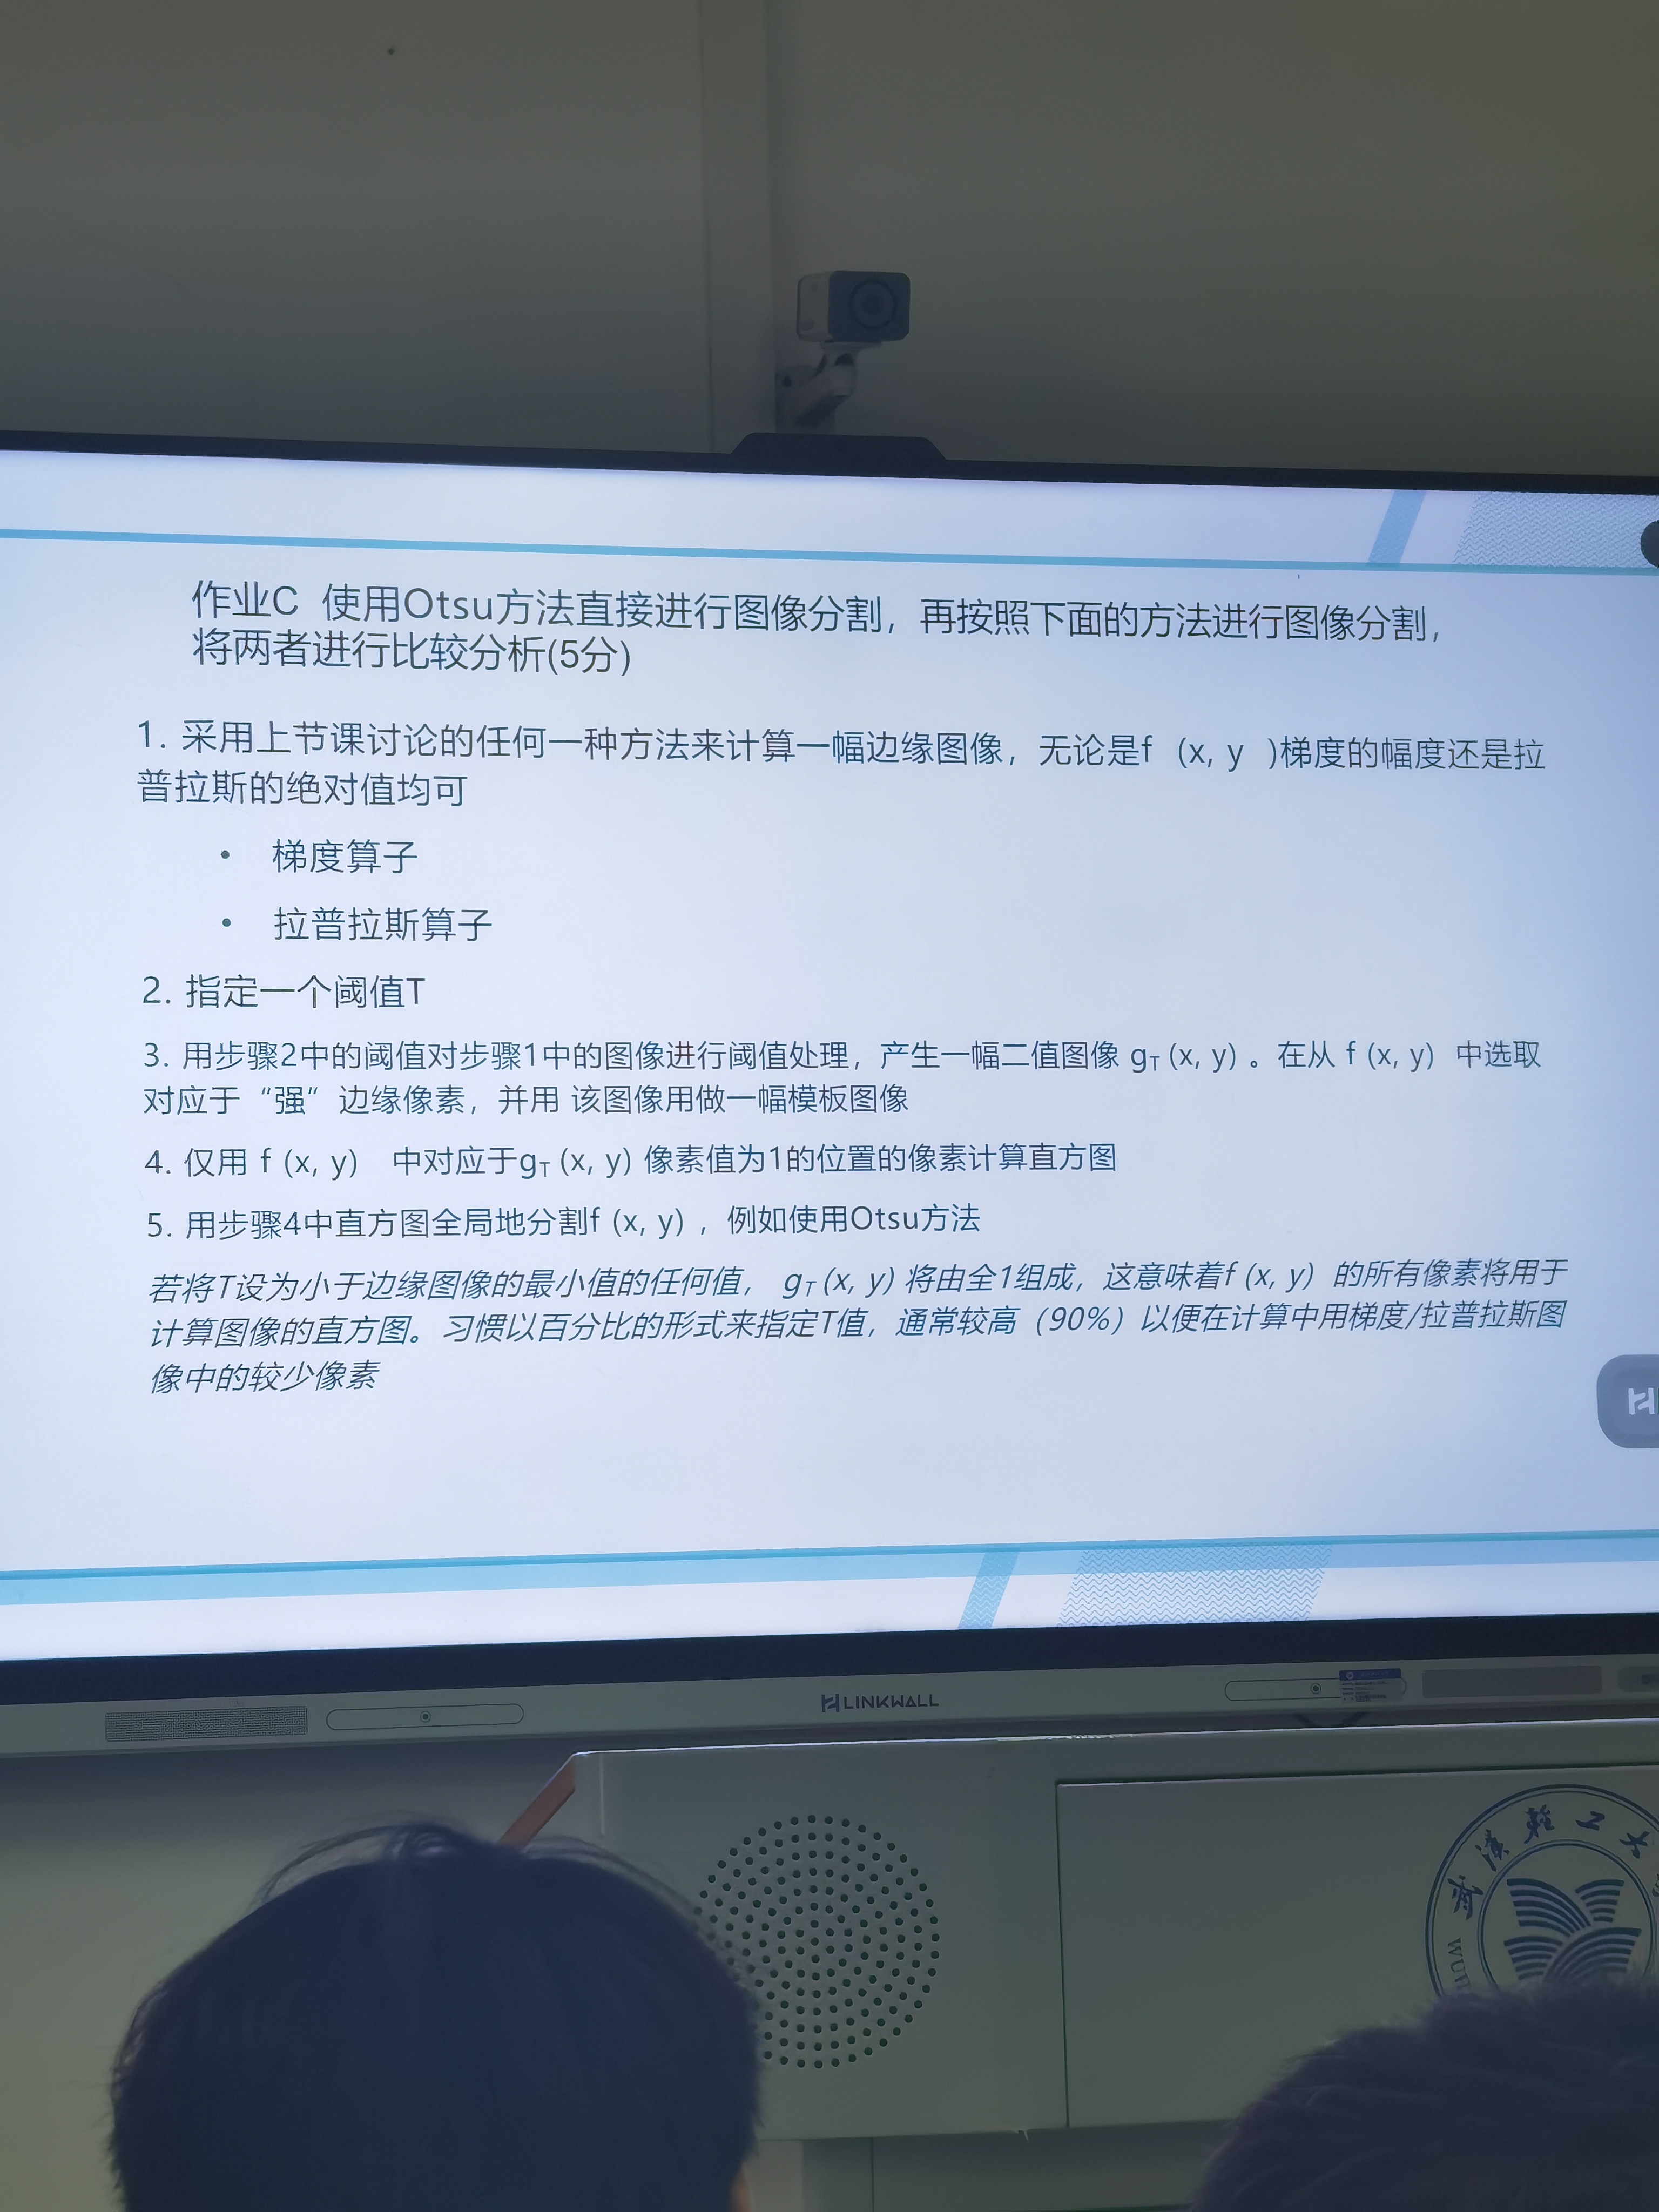 作业C 使用Otsu方法直接进行图像分割，再按照下面的方法进行图像分割，
将两者进行比较分析(5分)
1. 采用上节课讨论的任何一种方法来计算一幅边缘图像，无论是f (x, y )梯度的幅度还是拉
普拉斯的绝对值均可
• 梯度算子
• 拉普拉斯算子
2. 指定一个阈值T
3. 用步骤2中的阈值对步骤1中的图像进行阈值处理，产生一幅二值图像 gT (x, y) 。在从 f (x, y) 中选取
对应于“强”边缘像素，并用 该图像用做一幅模板图像
4. 仅用 f (x, y) 中对应于gT (x, y) 像素值为1的位置的像素计算直方图
5. 用步骤4中直方图全局地分割f (x, y) ，例如使用Otsu方法
若将T设为小于边缘图像的最小值的任何值， gT (x, y) 将由全1组成，这意味着f (x, y) 的所有像素将用于
计算图像的直方图。习惯以百分比的形式来指定T值，通常较高（90%）以便在计算中用梯度/拉普拉斯图
像中的较少像素
LINKWALL
武漢輕工大
WUH